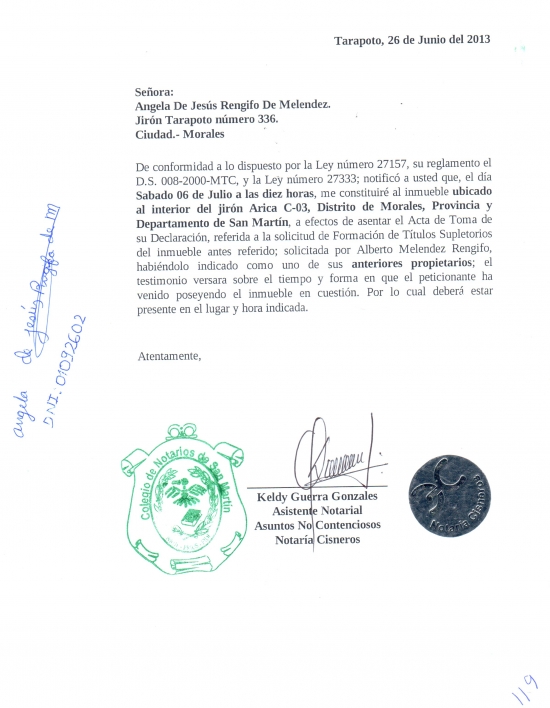 Tarapoto, 26 de Junio del 2013
Señora:
Angela De Jesús Rengifo De Melendez.
Jirón Tarapoto número 336.
Ciudad.- Morales
De conformidad a lo dispuesto por la Ley número 27157, su reglamento el
D.S. 008-2000-MTC, y la Ley número 27333; notificó a usted que, el día
Sabado 06 de Julio a las diez horas, me constituiré al inmueble ubicado
al interior del jirón Arica C-03, Distrito de Morales, Provincia y
Departamento de San Martín, a efectos de asentar el Acta de Toma de
su Declaración, referida a la solicitud de Formación de Títulos Supletorios
del inmueble antes referido; solicitada por Alberto Melendez Rengifo,
habiéndolo indicado como uno de sus anteriores propietarios; el
testimonio versara sobre el tiempo y forma en que el peticionante ha
venido poseyendo el inmueble en cuestión. Por lo cual deberá estar
presente en el lugar y hora indicada.
Atentamente,
angela de Jesús Rengifo de M
DNI: 01092602
Colegio de Notarios de San Martín
Keldy Guerra Gonzales
Asistente Notarial
Asuntos No Contenciosos
Notaría Cisneros
Notaría Cisneros
119